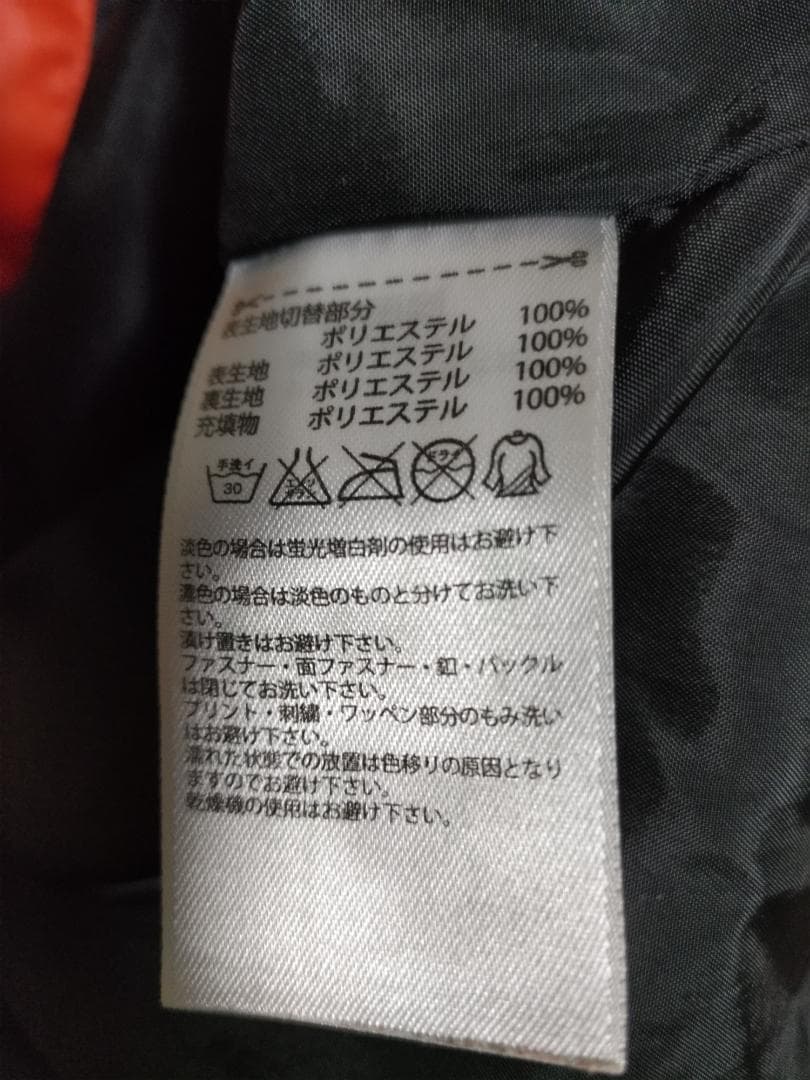 表生地切替部分
ポリエステル 100%
表生地 ポリエステル 100%
裏生地 ポリエステル 100%
充填物 ポリエステル 100%
手洗イ 30 エンソサラシ ドライ
淡色の場合は蛍光増白剤の使用はお避け下
さい。
濃色の場合は淡色のものと分けてお洗い下
さい。
漬け置きはお避け下さい。
ファスナー・面ファスナー・釦・バックル
は閉じてお洗い下さい。
プリント・刺繍・ワッペン部分のもみ洗い
はお避け下さい。
濡れた状態での放置は色移りの原因となり
ますのでお避け下さい。
乾燥機の使用はお避け下さい。